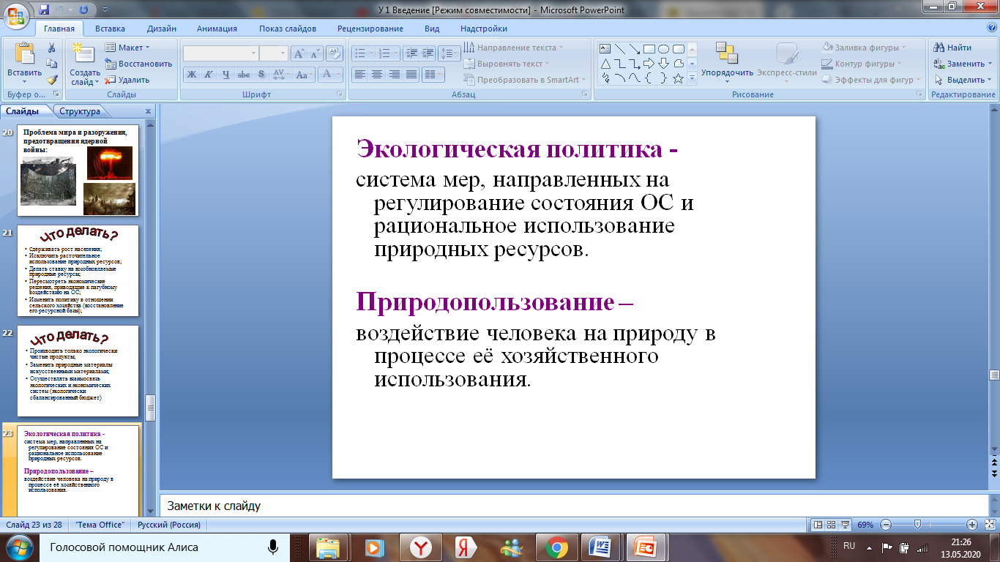 У 1 Введение [Режим совместимости] - Microsoft PowerPoint
Главная Вставка Дизайн Анимация Показ слайдов Рецензирование Вид Надстройки
Вставить
Буфер о...
Создать слайд
Макет
Восстановить
Удалить
Слайды
Ж К Ч abc S AV Aa А
Шрифт
Направление текста
Выровнять текст
Преобразовать в SmartArt
Абзац
Упорядочить
Экспресс-стили
Заливка фигуры
Контур фигуры
Эффекты для фигур
Рисование
Найти
Заменить
Выделить
Редактирование
Слайды Структура x
20
Проблема мира и разоружения,
предотвращения ядерной
войны:
21
Что делать?
• Сдерживать рост населения;
• Исключить расточительное
использование природных ресурсов;
• Делать ставку на возобновляемые
природные ресурсы;
• Пересмотреть экономические
решения, приводящие к пагубному
воздействию на ОС;
• Изменить политику в отношении
сельского хозяйства (восстановление
его ресурсной базы);
22
Что делать?
• Производить только экологически
чистые продукты;
• Заменить природные материалы
искусственными материалами;
• Осуществлять взаимосвязь
экологических и экономических
систем (экологически
сбалансированный бюджет)
23
Экологическая политика -
система мер, направленных на
регулирование состояния ОС и
рациональное использование
природных ресурсов.
Природопользование –
воздействие человека на природу в
процессе её хозяйственного
использования.
Экологическая политика -
система мер, направленных на
регулирование состояния ОС и
рациональное использование
природных ресурсов.
Природопользование –
воздействие человека на природу в
процессе её хозяйственного
использования.
Заметки к слайду
Слайд 23 из 28 "Тема Office" Русский (Россия) 69%
Голосовой помощник Алиса
RU
21:26
13.05.2020